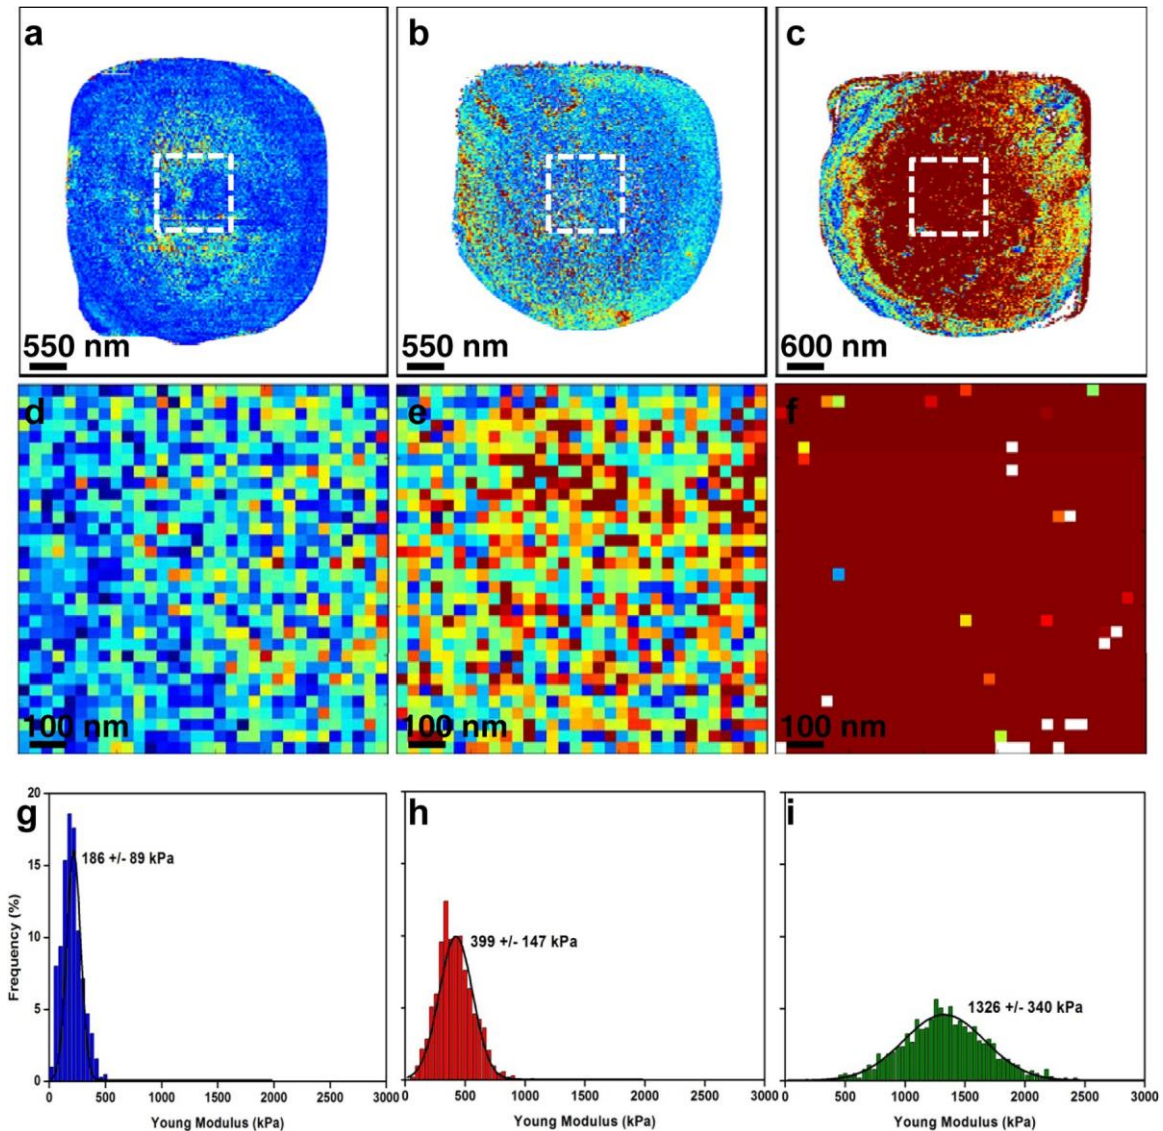 a b c
550 nm 550 nm 600 nm
d e f
100 nm 100 nm 100 nm
g h i
20
186 +/- 89 kPa
15
399 +/- 147 kPa
10
1326 +/- 340 kPa
5
0
Frequency (%)
0 500 1000 1500 2000 2500 3000
0 500 1000 1500 2000 2500 3000
500 1000 1500 2000 2500 3000
Young Modulus (kPa) Young Modulus (kPa) Young Modulus (kPa)